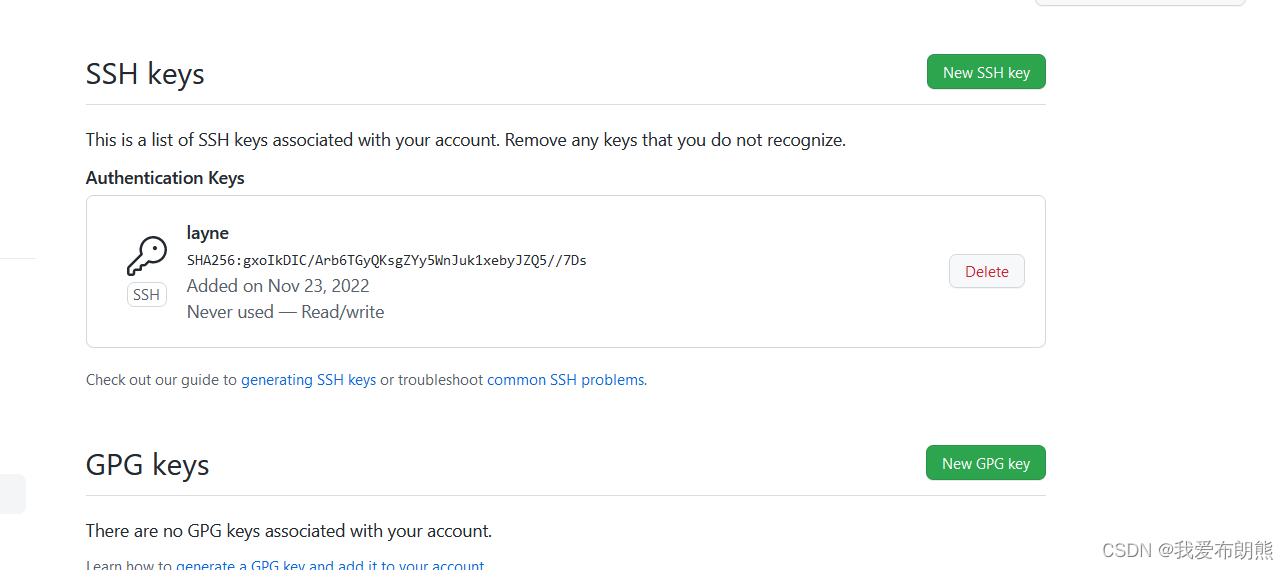 SSH keys
New SSH key
This is a list of SSH keys associated with your account. Remove any keys that you do not recognize.
Authentication Keys
layne
SHA256:gxoIkDIC/Arb6TGyQKsgZYy5WnJuk1xebyJZQ5//7Ds
Added on Nov 23, 2022
Never used — Read/write
SSH
Delete
Check out our guide to generating SSH keys or troubleshoot common SSH problems.
GPG keys
New GPG key
There are no GPG keys associated with your account.
Learn how to generate a GPG key and add it to your account
CSDN @我爱布朗熊